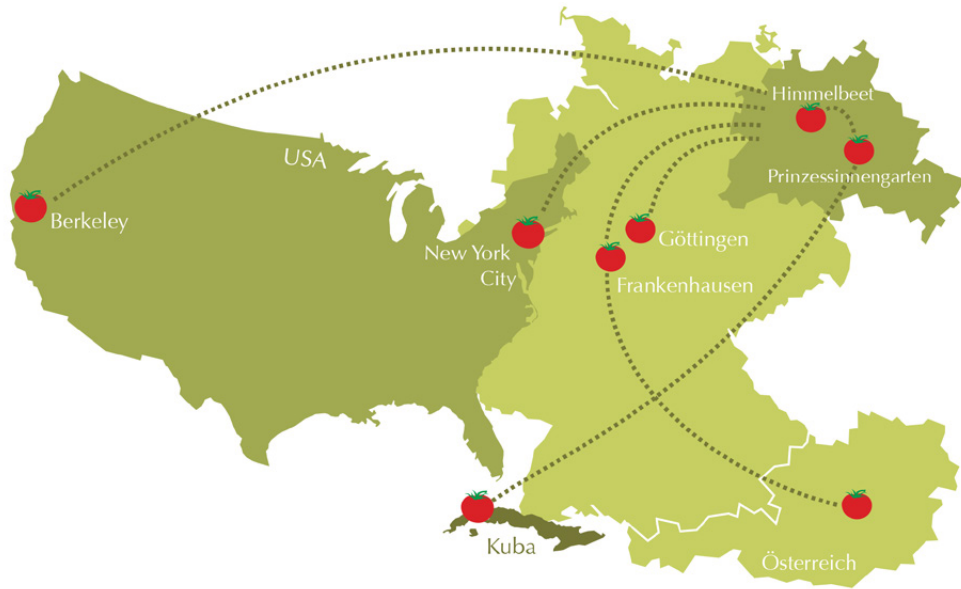 Himmelbeet
USA
Prinzessinnengarten
Berkeley
New York
City
Göttingen
Frankenhausen
Kuba
Österreich